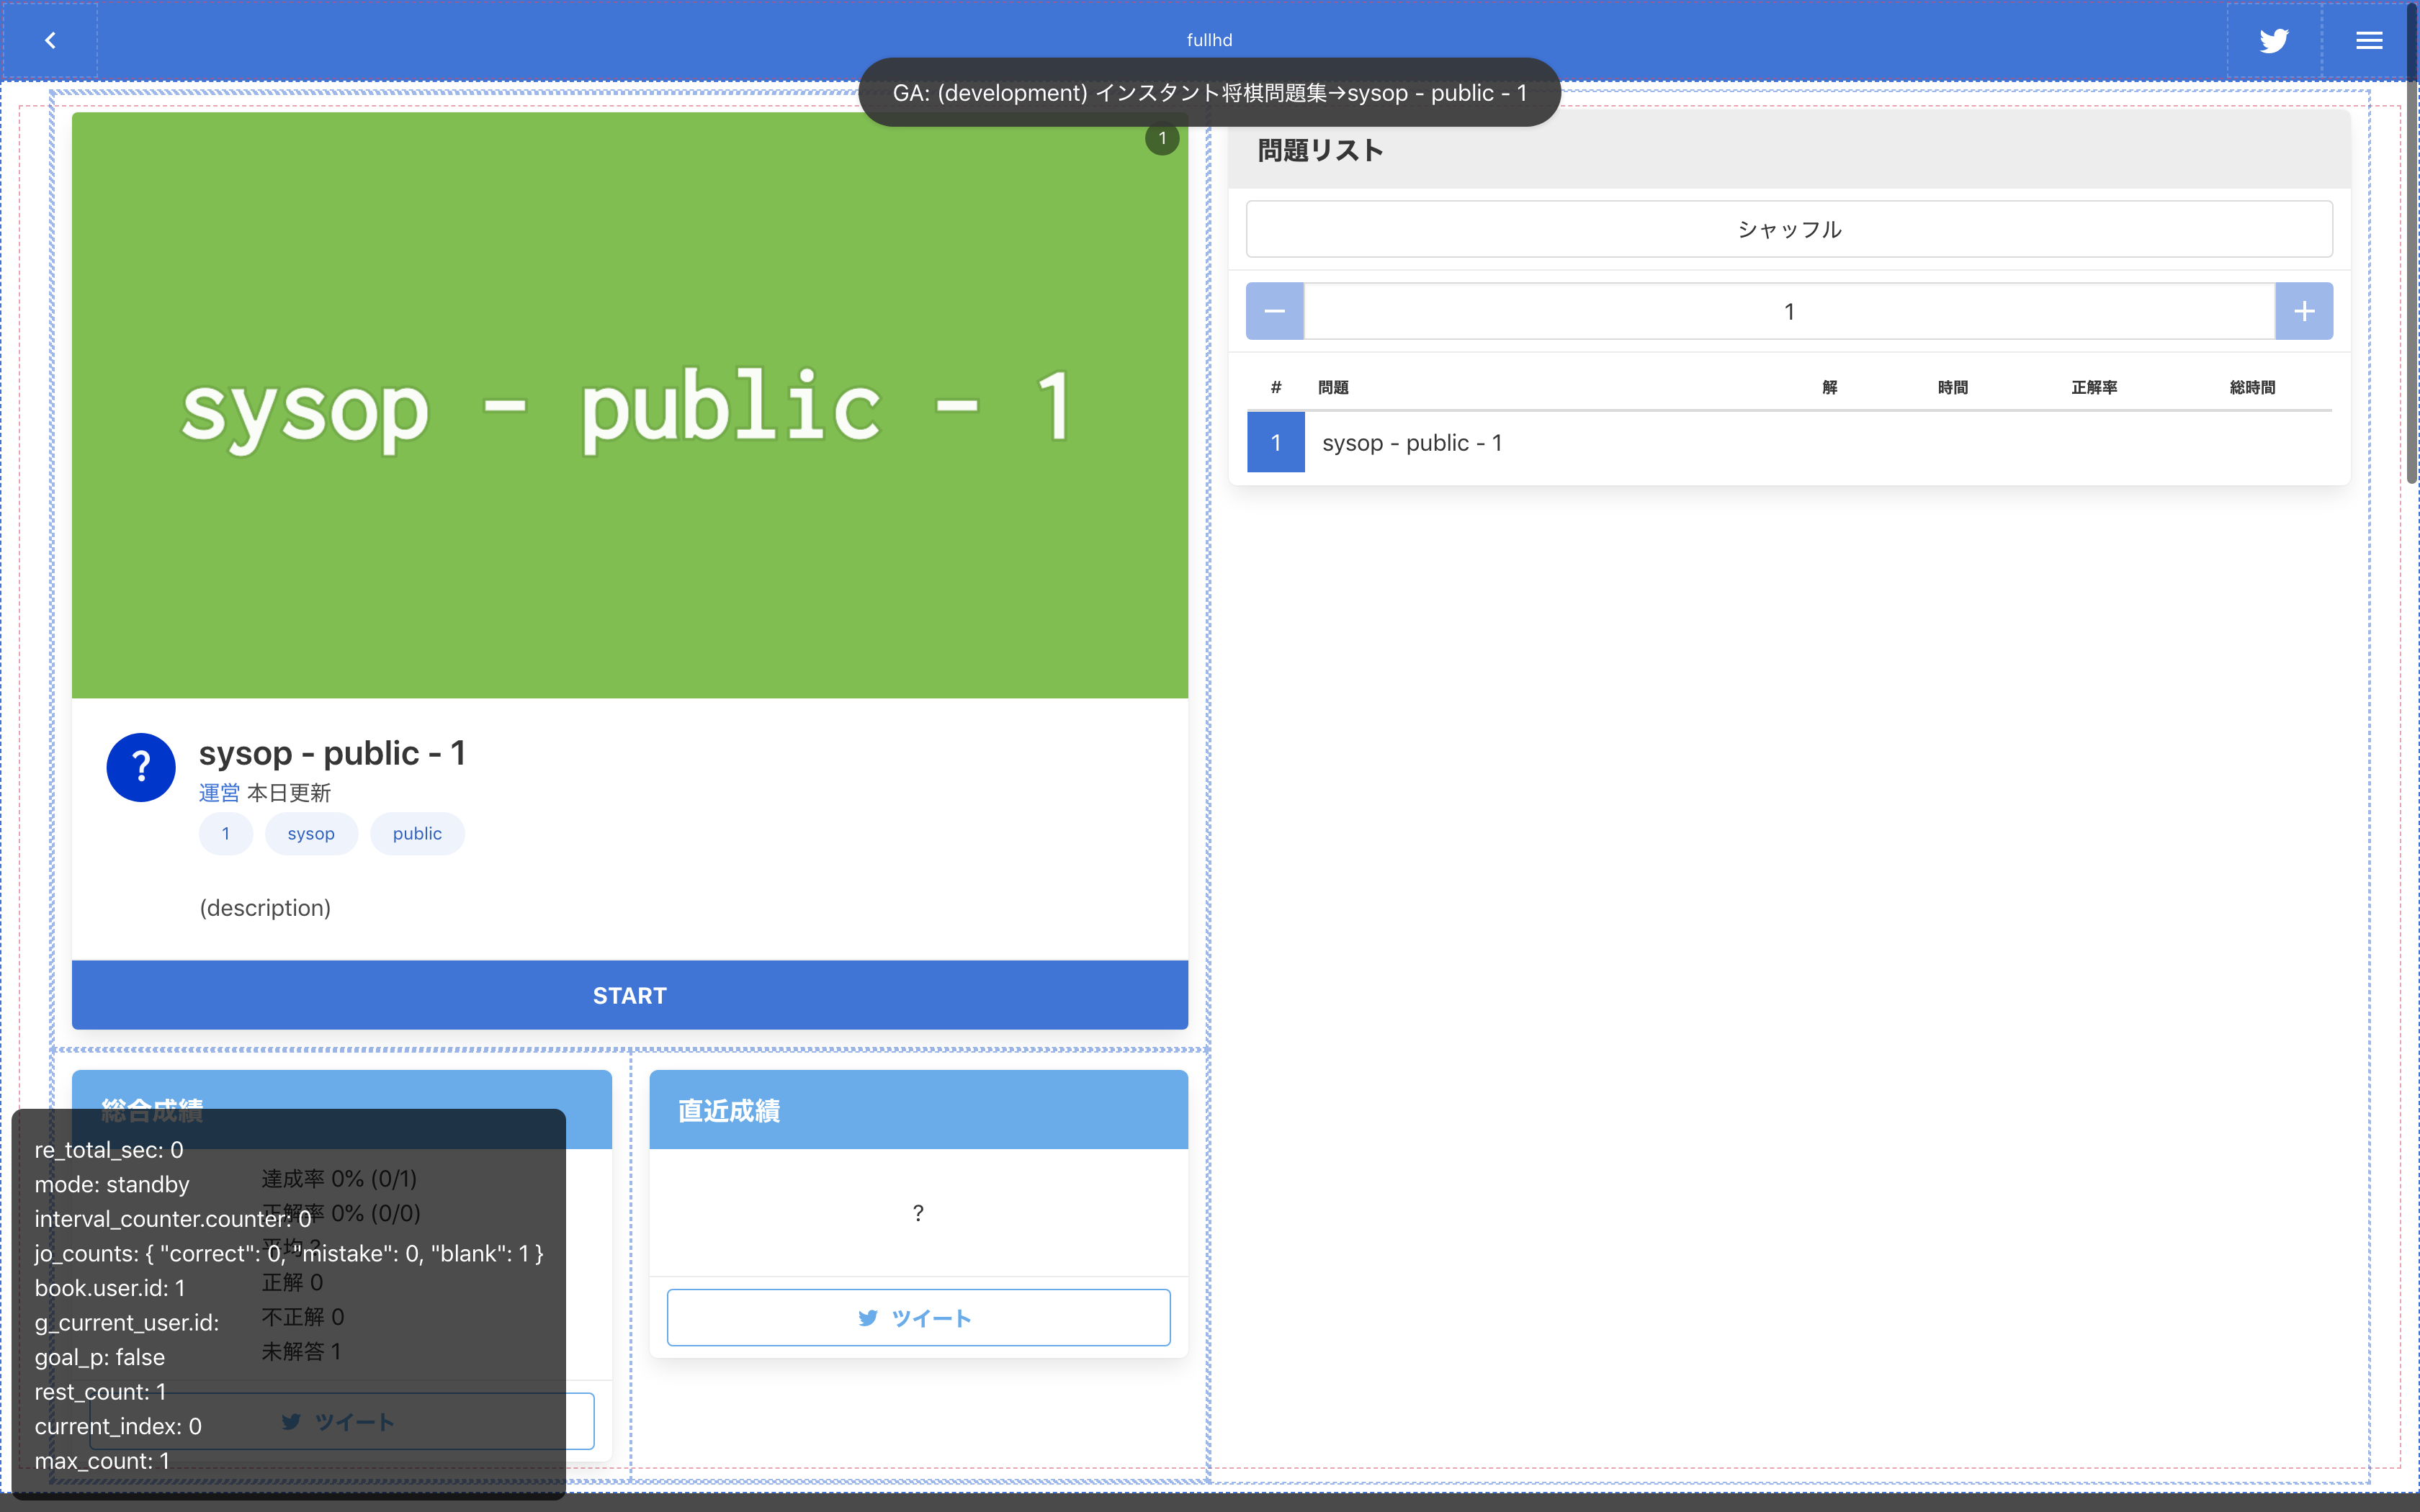 fullhd
GA: (development) インスタント将棋問題集→sysop - public - 1
1
sysop - public - 1
?
sysop - public - 1
運営 本日更新
1 sysop public
(description)
START
総合成績
達成率 0% (0/1)
正解率 0% (0/0)
平均 ?
正解 0
不正解 0
未解答 1
ツイート
re_total_sec: 0
mode: standby
interval_counter.counter: 0
jo_counts: { "correct": 0, "mistake": 0, "blank": 1 }
book.user.id: 1
g_current_user.id:
goal_p: false
rest_count: 1
current_index: 0
max_count: 1
直近成績
?
ツイート
問題リスト
シャッフル
1
# 問題 解 時間 正解率 総時間
1 sysop - public - 1